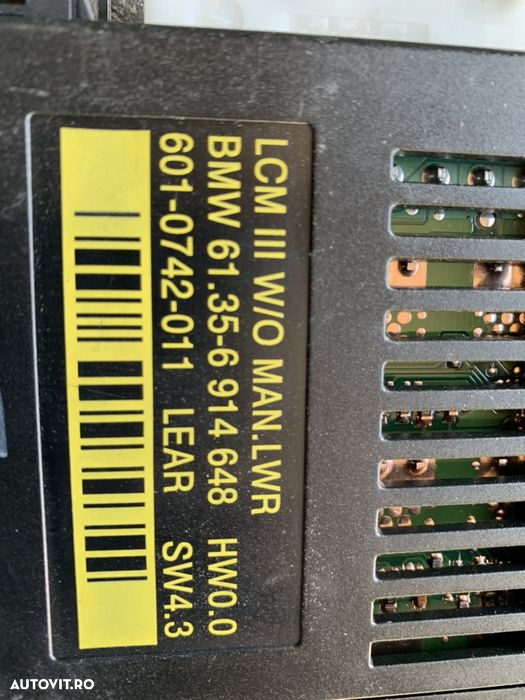 LCM III W/O MAN.LWR
BMW 61.35-6 914 648 HW0.0
601-0742-011 LEAR SW4.3
AUTOVIT.RO